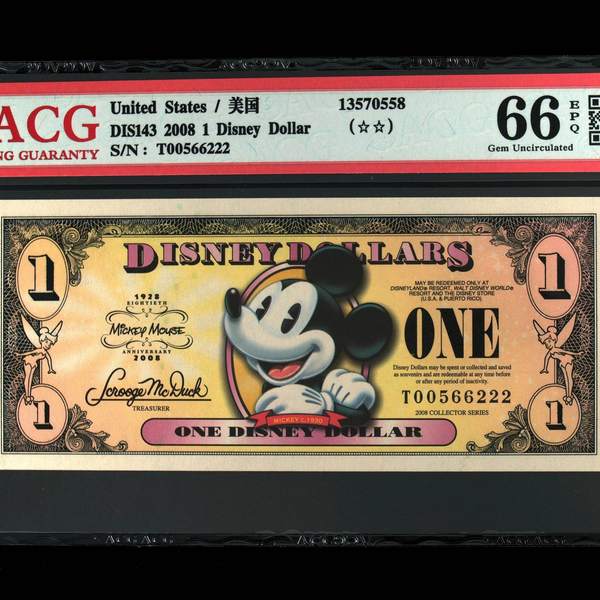 ACG
NG GUARANTY
United States / 美国
DIS143 2008 1 Disney Dollar
S/N : T00566222
13570558
(☆☆)
66
EPQ
Gem Uncirculated
1
DISNEY DOLLARS
1
1928
EIGHTIETH
MICKEY MOUSE
ANNIVERSARY
2008
Scrooge McDuck
TREASURER
MAY BE REDEEMED ONLY AT
DISNEYLAND® RESORT, WALT DISNEY WORLD®
RESORT AND THE DISNEY STORE
(U.S.A. & PUERTO RICO)
ONE
Disney Dollars may be spent or collected and saved
as souvenirs and are redeemable at any time before
or after any period of inactivity.
T00566222
2008 COLLECTOR SERIES
1
MICKEY C.1930
ONE DISNEY DOLLAR
1
ACG